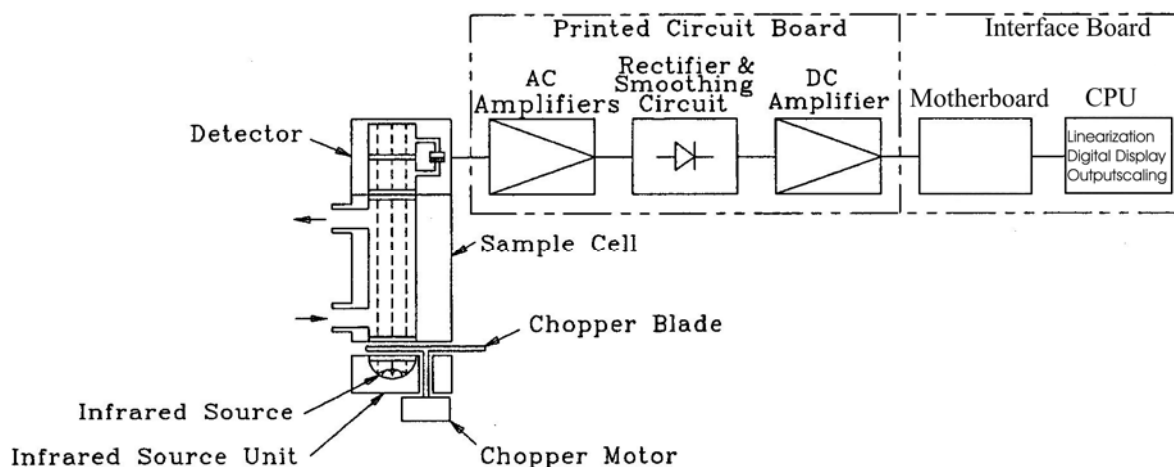 Printed Circuit Board
Interface Board
AC
Amplifiers
Rectifier &
Smoothing
Circuit
DC
Amplifier
Motherboard
CPU
Linearization
Digital Display
Outputscaling
Detector
Sample Cell
Chopper Blade
Infrared Source
Infrared Source Unit
Chopper Motor